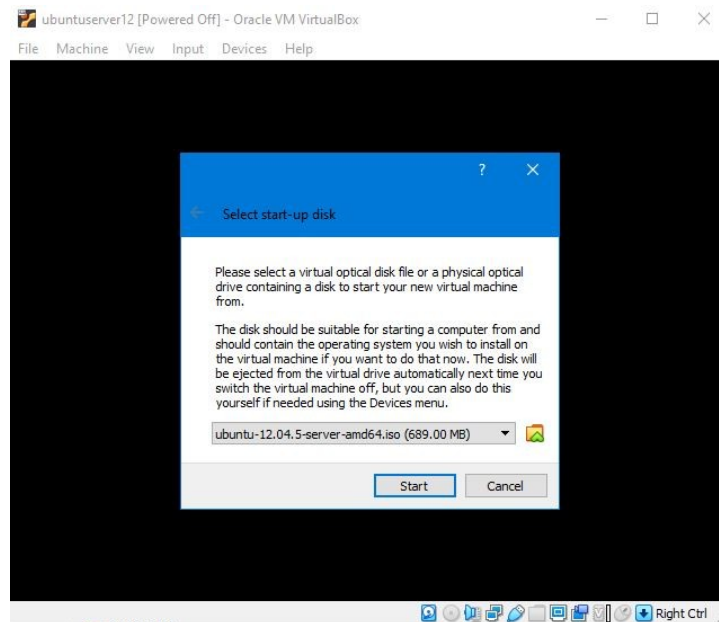 ubuntuserver12 [Powered Off] - Oracle VM VirtualBox
File Machine View Input Devices Help
?
Select start-up disk
Please select a virtual optical disk file or a physical optical
drive containing a disk to start your new virtual machine
from.
The disk should be suitable for starting a computer from and
should contain the operating system you wish to install on
the virtual machine if you want to do that now. The disk will
be ejected from the virtual drive automatically next time you
switch the virtual machine off, but you can also do this
yourself if needed using the Devices menu.
ubuntu-12.04.5-server-amd64.iso (689.00 MB)
Start Cancel
Right Ctrl